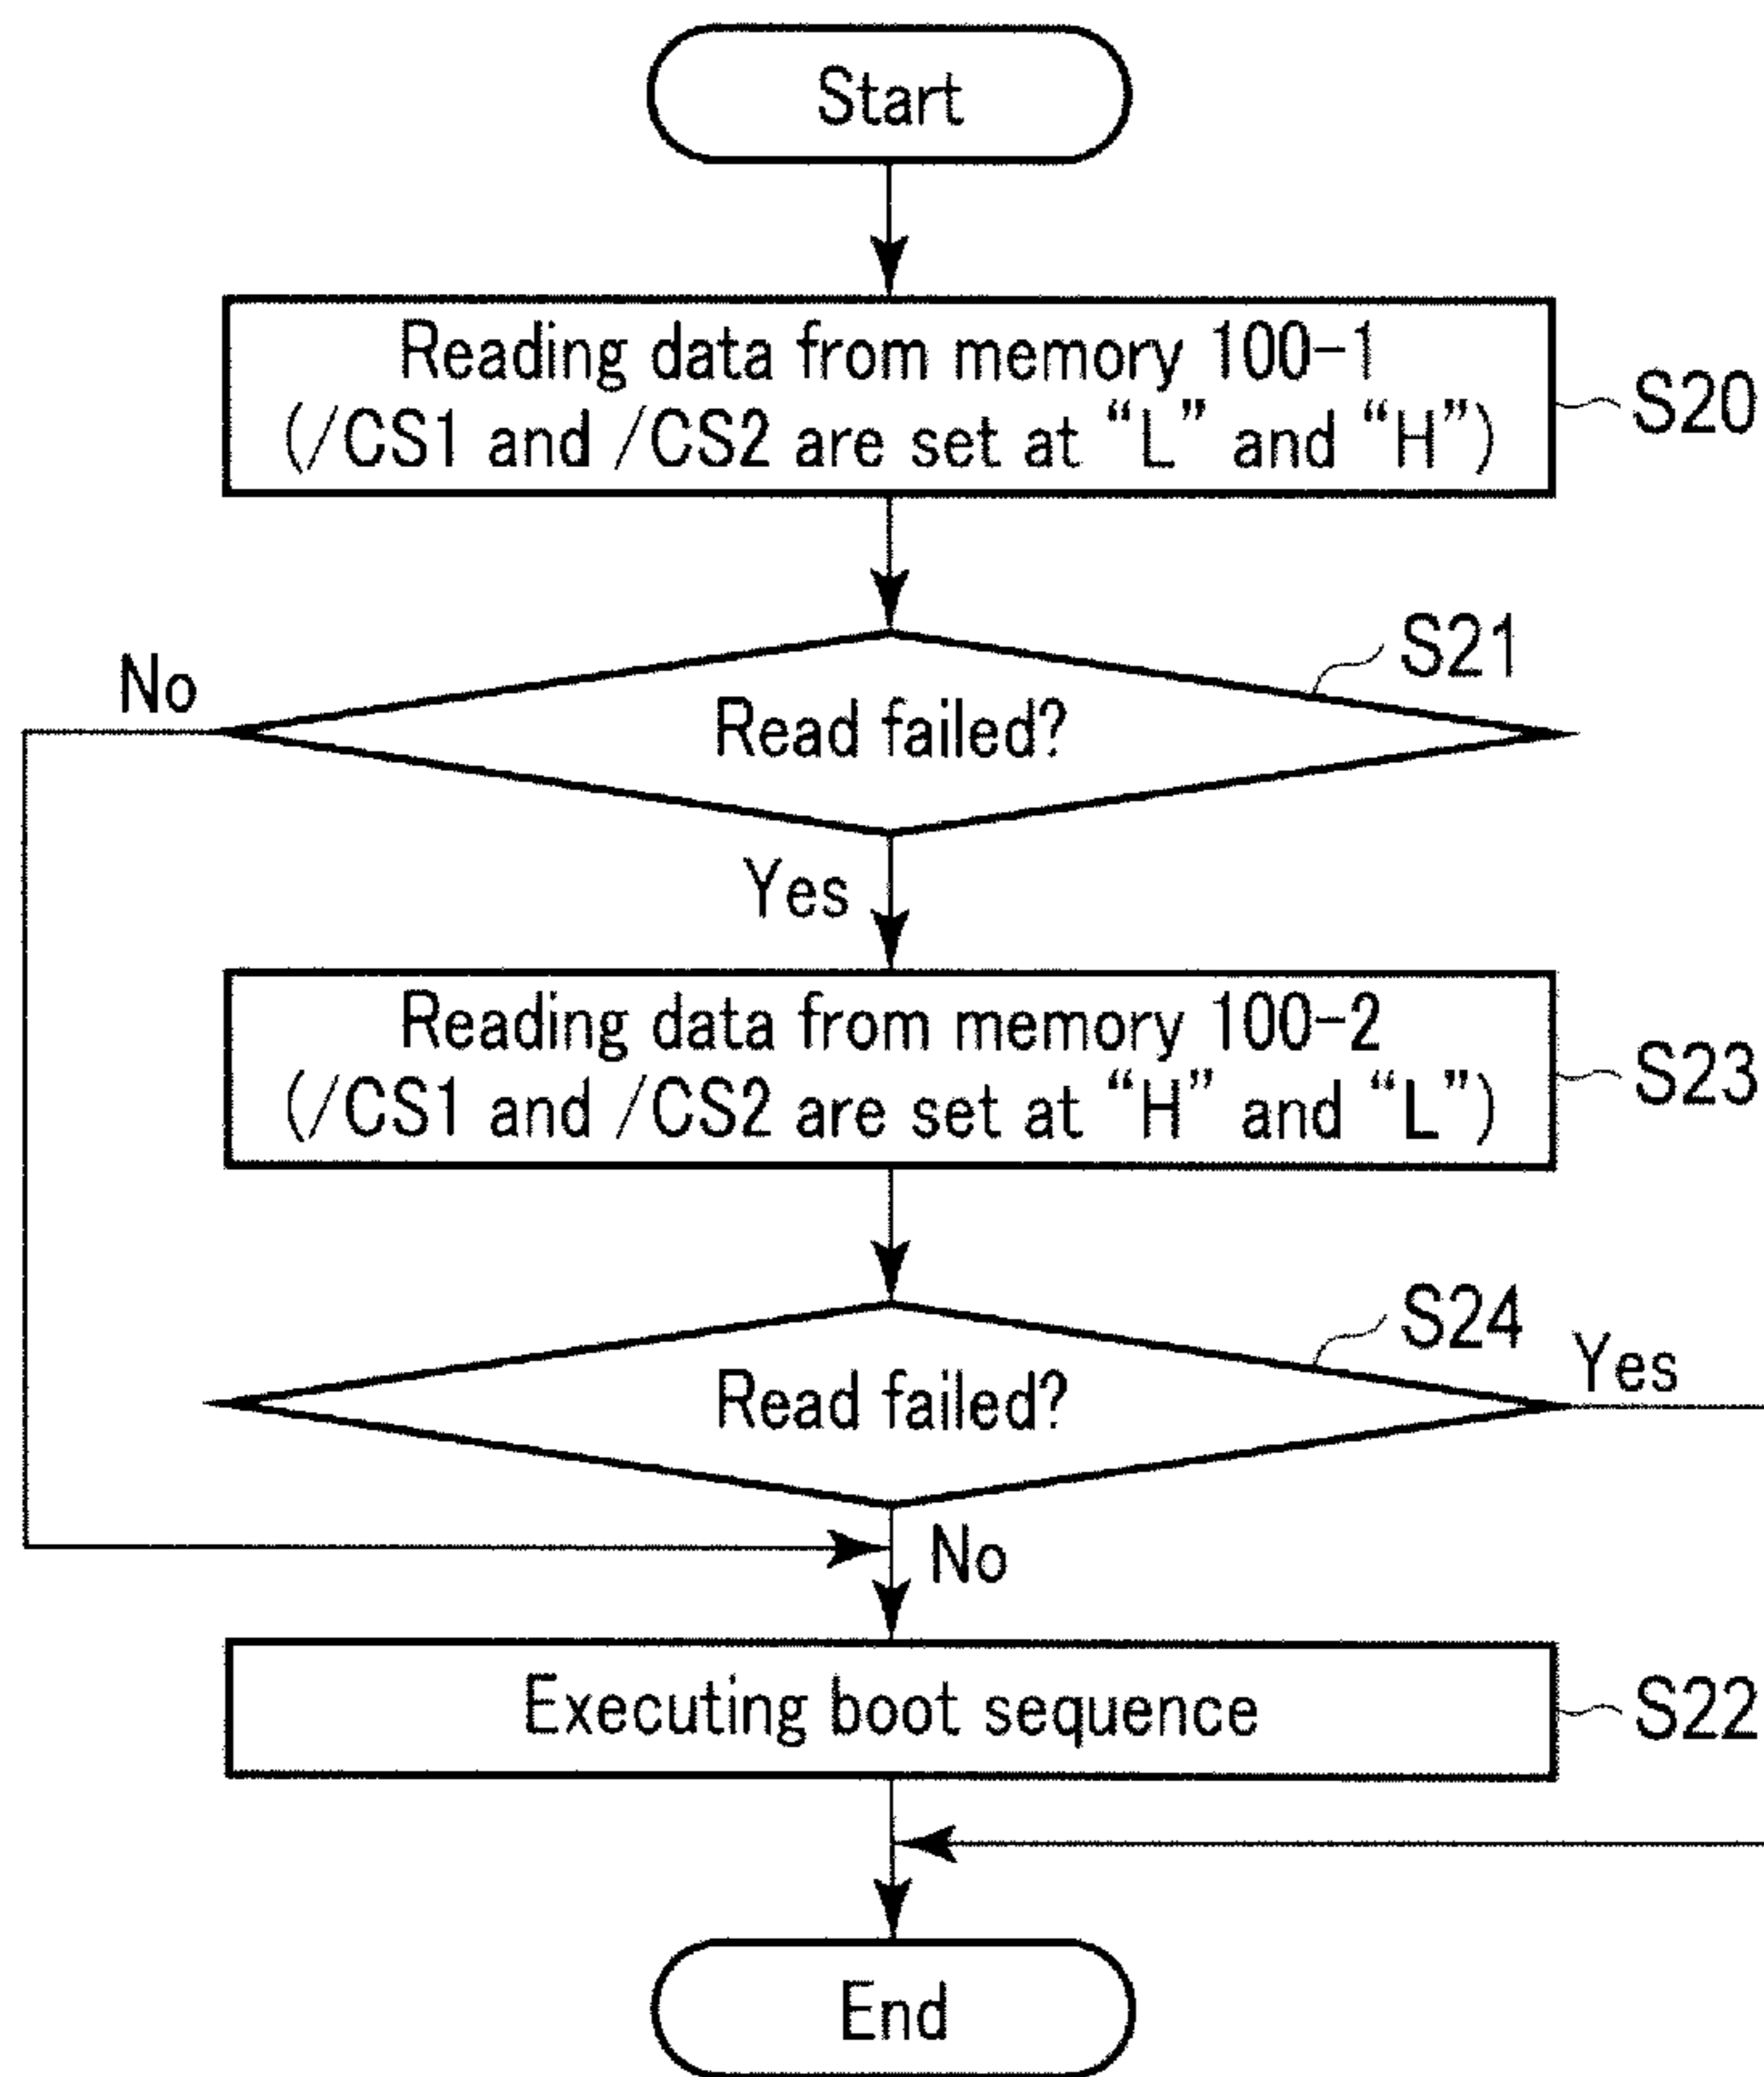 Start
Reading data from memory 100-1
(/CS1 and /CS2 are set at “L” and “H”)
S20
S21
No
Read failed?
Yes
Reading data from memory 100-2
(/CS1 and /CS2 are set at “H” and “L”)
S23
S24
Yes
Read failed?
No
Executing boot sequence
S22
End